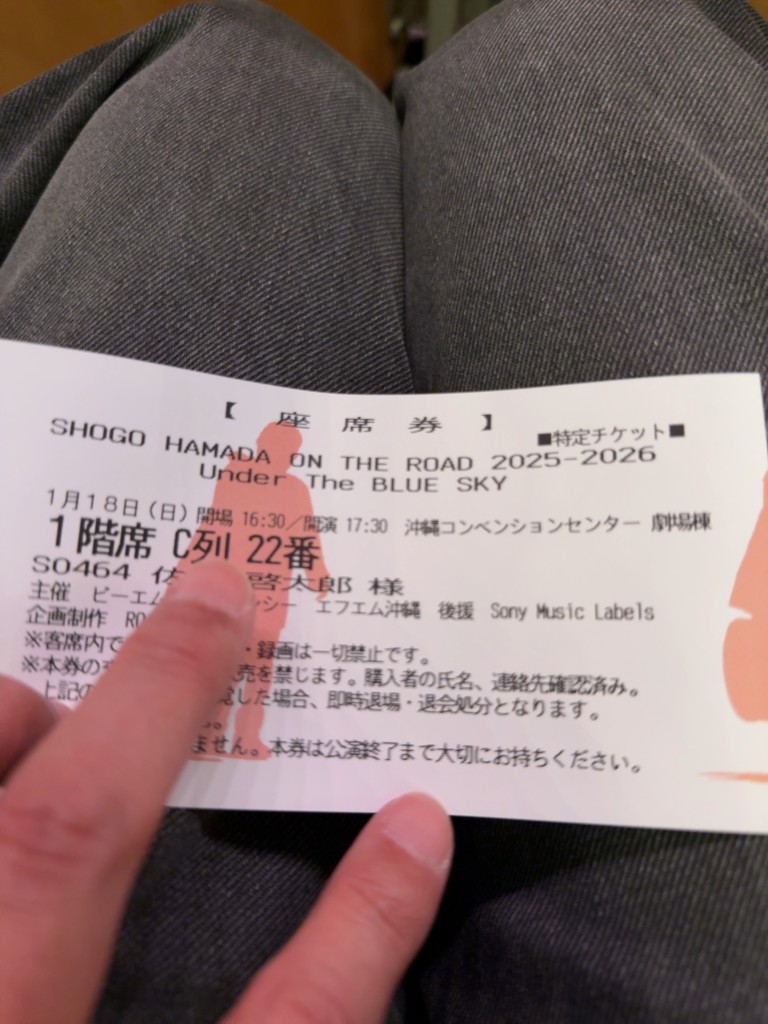 【 座 席 券 】
■特定チケット■
SHOGO HAMADA ON THE ROAD 2025-2026
Under The BLUE SKY
1月18日(日) 開場 16:30/開演 17:30 沖縄コンベンションセンター 劇場棟
1階席 C列 22番
S0464 佐 啓太郎 様
主催 ピーエム シー エフエム沖縄 後援 Sony Music Labels
企画制作 RO
※客席内で ・録画は一切禁止です。
※本券の 売を禁じます。購入者の氏名、連絡先確認済み。
上記の した場合、即時退場・退会処分となります。
ません。本券は公演終了まで大切にお持ちください。